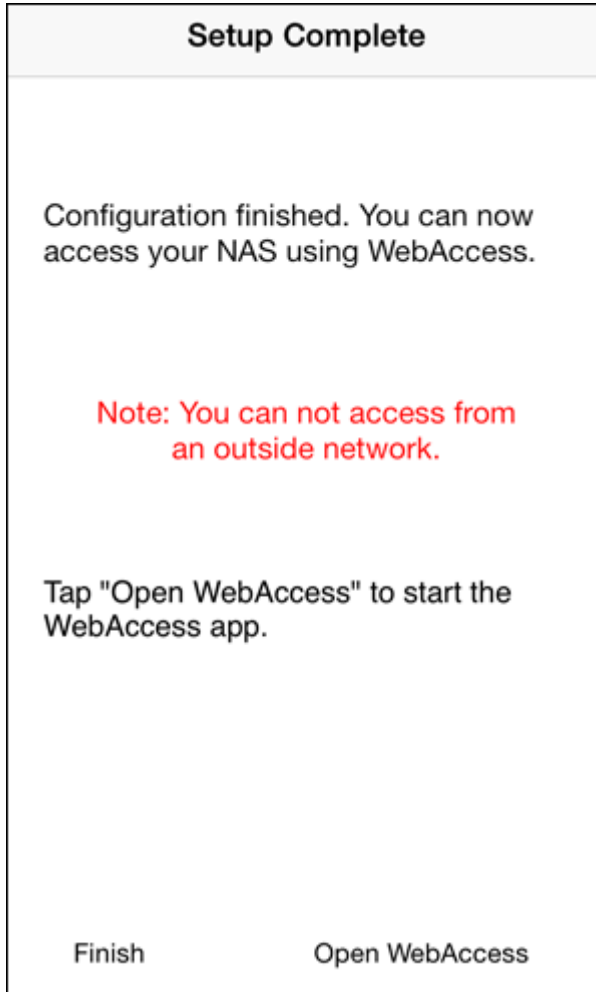 Setup Complete
Configuration finished. You can now
access your NAS using WebAccess.
Note: You can not access from
an outside network.
Tap "Open WebAccess" to start the
WebAccess app.
Finish
Open WebAccess